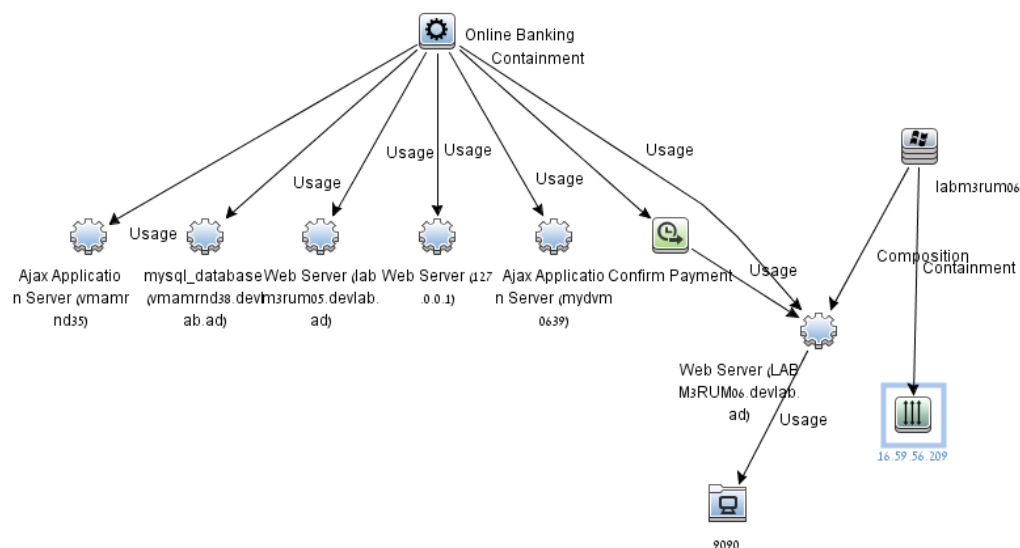 Online Banking
Containment
Usage
Usage
Usage
labm3rum06
Usage
Usage
Usage
Composition
Containment
Usage
Ajax Applicatio
n Server (vmamr
nd35)
mysql_database
(vmamrnd38.devl
ab.ad)
Web Server (lab
m3rum05.devlab.
ad)
Web Server (127
.0.0.1)
Ajax Applicatio
n Server (mydvm
0639)
Confirm Payment
Web Server (LAB
M3RUM06.devlab.
ad)
Usage
16.59.56.209
9090